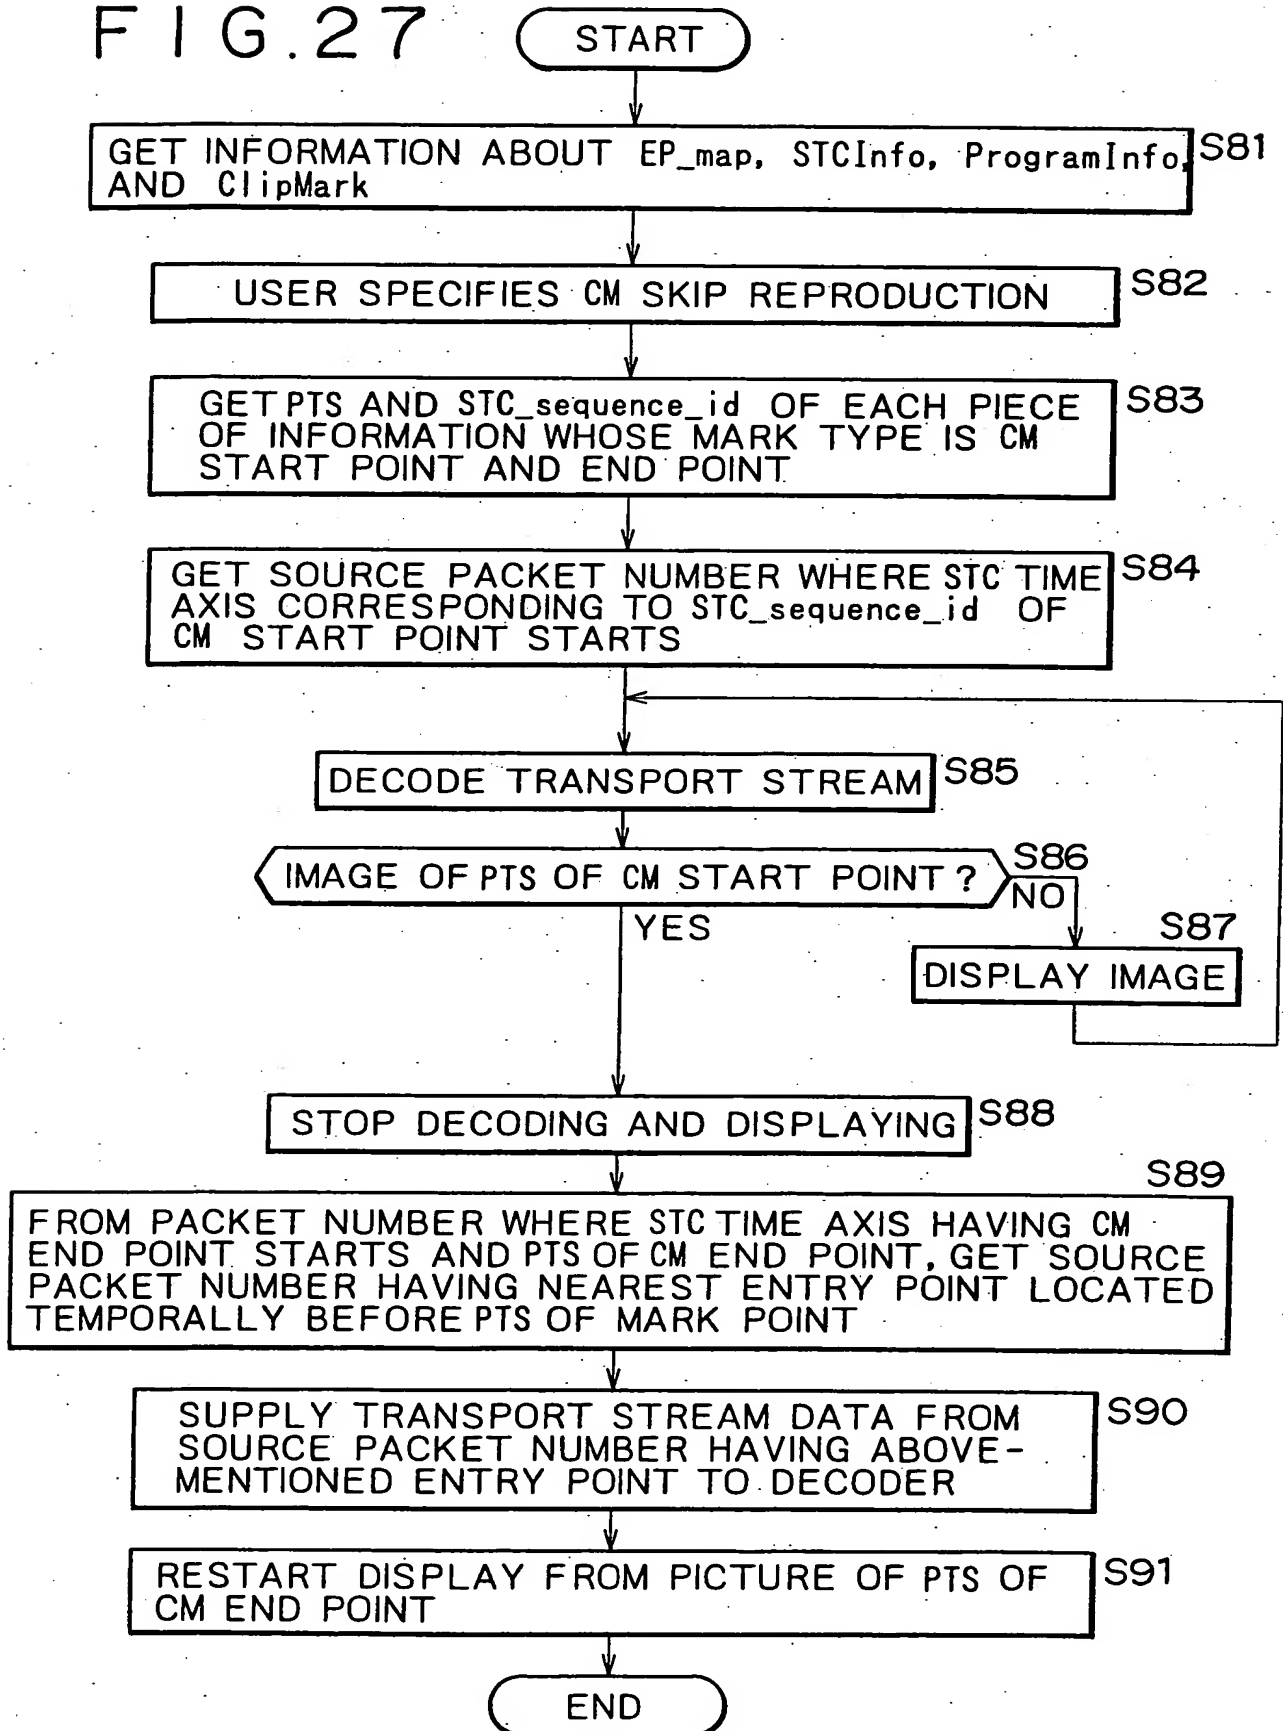 FIG.27
START
GET INFORMATION ABOUT EP_map, STCInfo, ProgramInfo,
AND ClipMark
S81
USER SPECIFIES CM SKIP REPRODUCTION
S82
GET PTS AND STC_sequence_id OF EACH PIECE
OF INFORMATION WHOSE MARK TYPE IS CM
START POINT AND END POINT
S83
GET SOURCE PACKET NUMBER WHERE STC TIME
AXIS CORRESPONDING TO STC_sequence_id OF
CM START POINT STARTS
S84
DECODE TRANSPORT STREAM
S85
IMAGE OF PTS OF CM START POINT?
S86
NO
YES
S87
DISPLAY IMAGE
STOP DECODING AND DISPLAYING
S88
S89
FROM PACKET NUMBER WHERE STC TIME AXIS HAVING CM
END POINT STARTS AND PTS OF CM END POINT, GET SOURCE
PACKET NUMBER HAVING NEAREST ENTRY POINT LOCATED
TEMPORALLY BEFORE PTS OF MARK POINT
SUPPLY TRANSPORT STREAM DATA FROM
SOURCE PACKET NUMBER HAVING ABOVE-
MENTIONED ENTRY POINT TO DECODER
S90
RESTART DISPLAY FROM PICTURE OF PTS OF
CM END POINT
S91
END